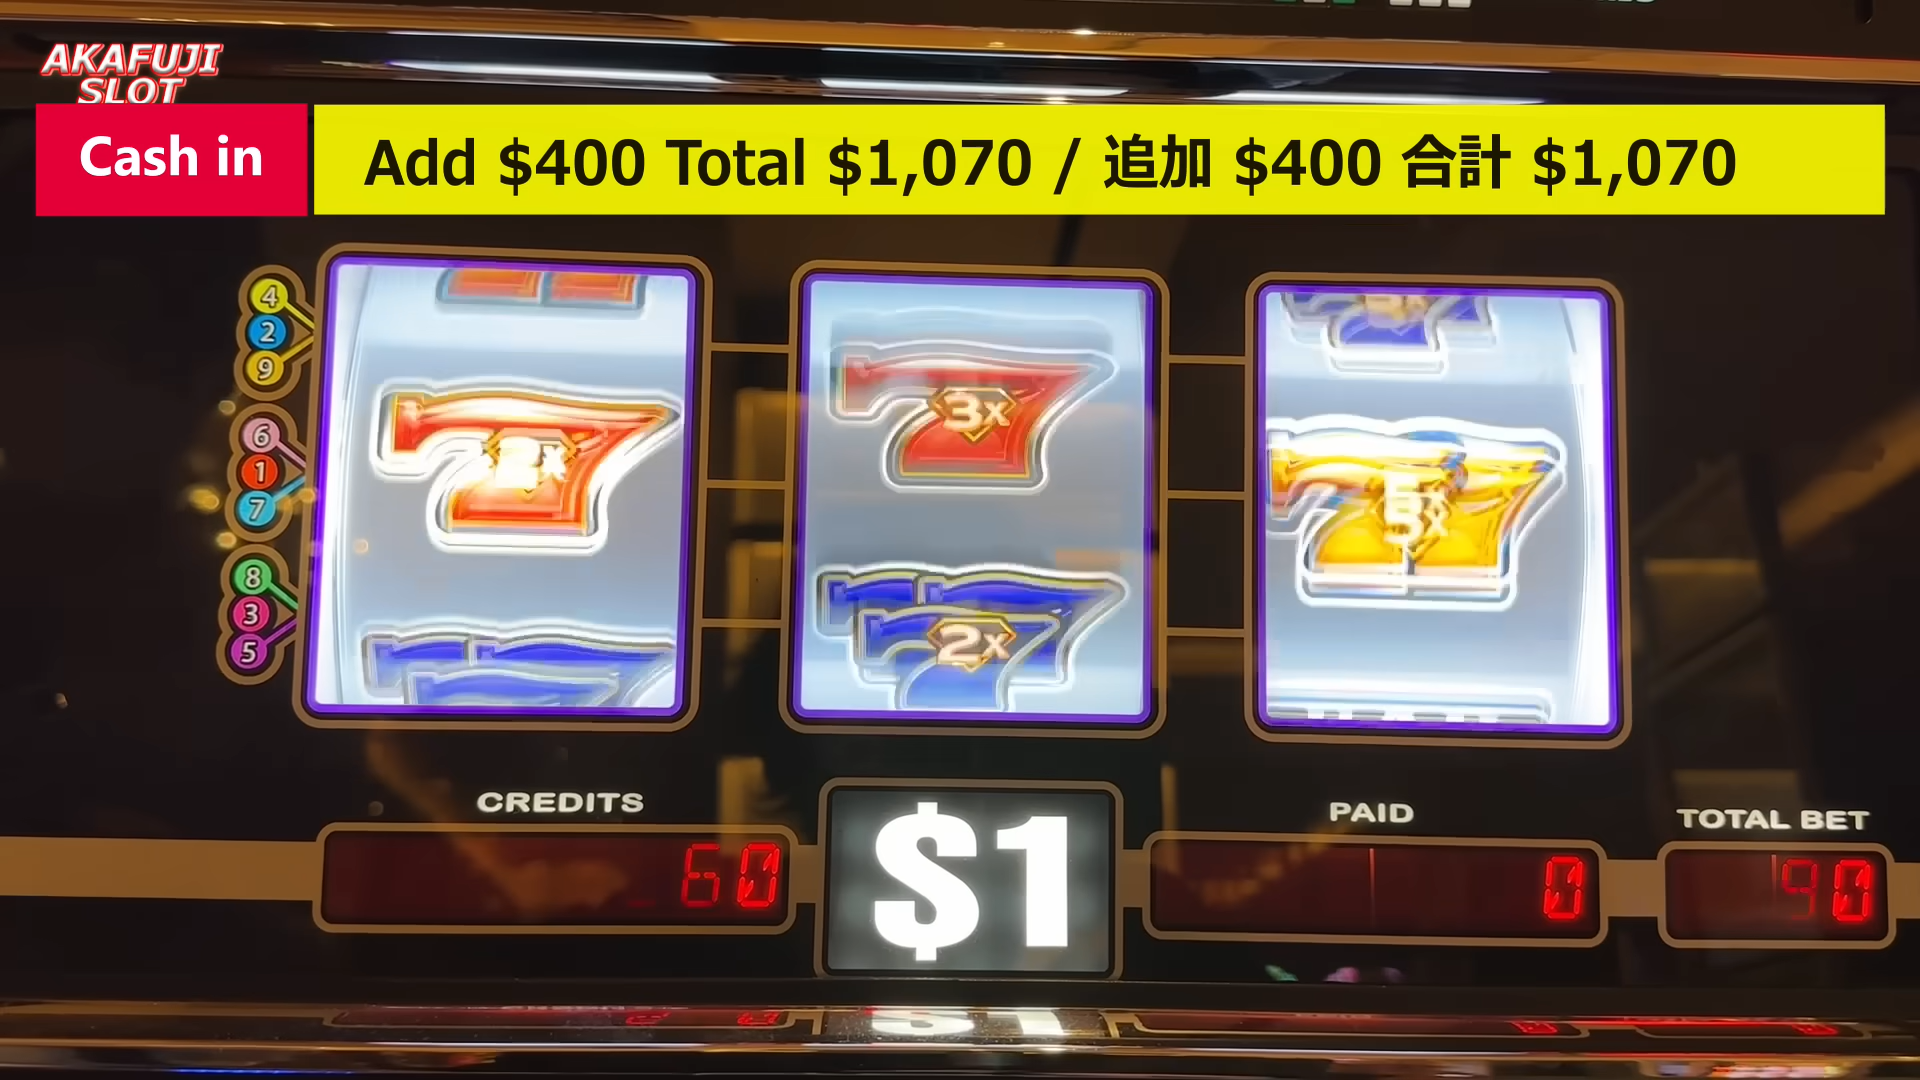 AKAFUJI
SLOT
Cash in
Add $400 Total $1,070 / 追加 $400 合計 $1,070
4
2
9
6
1
7
8
3
5
2x
3x
2x
CREDITS
60
$1
PAID
0
TOTAL BET
90